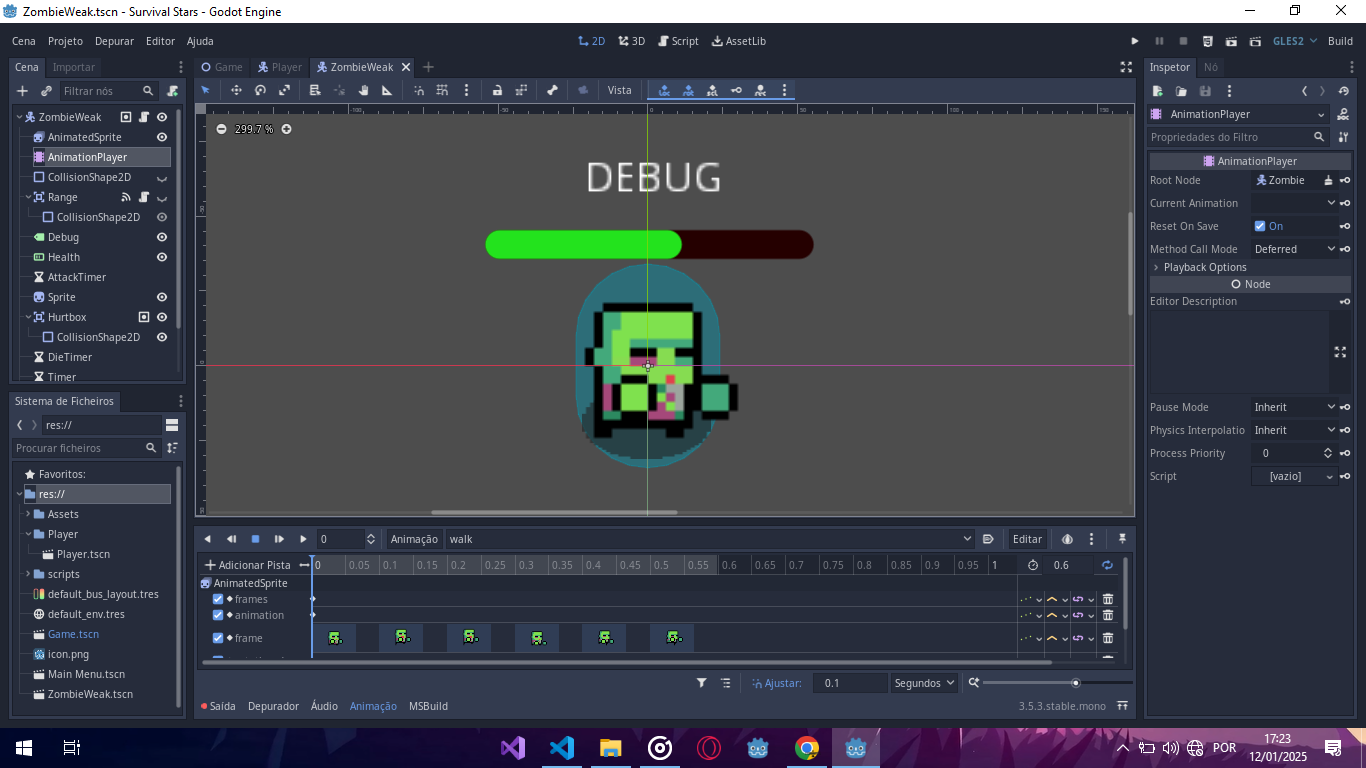 ZombieWeak.tscn - Survival Stars - Godot Engine
Cena Projeto Depurar Editor Ajuda
2D 3D Script AssetLib
GLES2 Build
Cena Importar
Game Player ZombieWeak
Inspetor Nó
Filtrar nós
Vista
ZombieWeak
AnimatedSprite
AnimationPlayer
CollisionShape2D
Range
CollisionShape2D
Debug
Health
AttackTimer
Sprite
Hurtbox
CollisionShape2D
DieTimer
Timer
299.7 %
DEBUG
AnimationPlayer
Propriedades do Filtro
AnimationPlayer
Root Node Zombie
Current Animation
Reset On Save On
Method Call Mode Deferred
Playback Options
Node
Editor Description
Pause Mode Inherit
Physics Interpolatio Inherit
Process Priority 0
Script [vazio]
Sistema de Ficheiros
res://
Procurar ficheiros
Favoritos:
res://
Assets
Player
Player.tscn
scripts
default_bus_layout.tres
default_env.tres
Game.tscn
icon.png
Main Menu.tscn
ZombieWeak.tscn
0 Animação walk Editar
Adicionar Pista 0 0.05 0.1 0.15 0.2 0.25 0.3 0.35 0.4 0.45 0.5 0.55 0.6 0.65 0.7 0.75 0.8 0.85 0.9 0.95 1 0.6
AnimatedSprite
frames
animation
frame
Ajustar: 0.1 Segundos
Saída Depurador Áudio Animação MSBuild
3.5.3.stable.mono
POR
17:23
12/01/2025